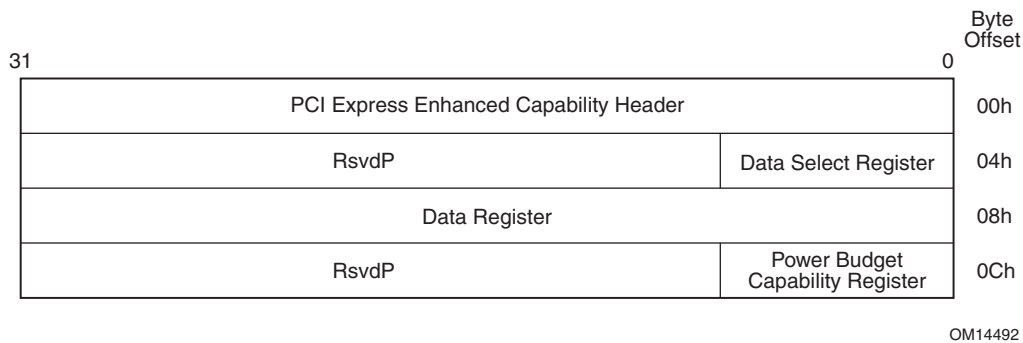 Byte
Offset
31 0
PCI Express Enhanced Capability Header 00h
RsvdP Data Select Register 04h
Data Register 08h
RsvdP Power Budget
Capability Register 0Ch
OM14492